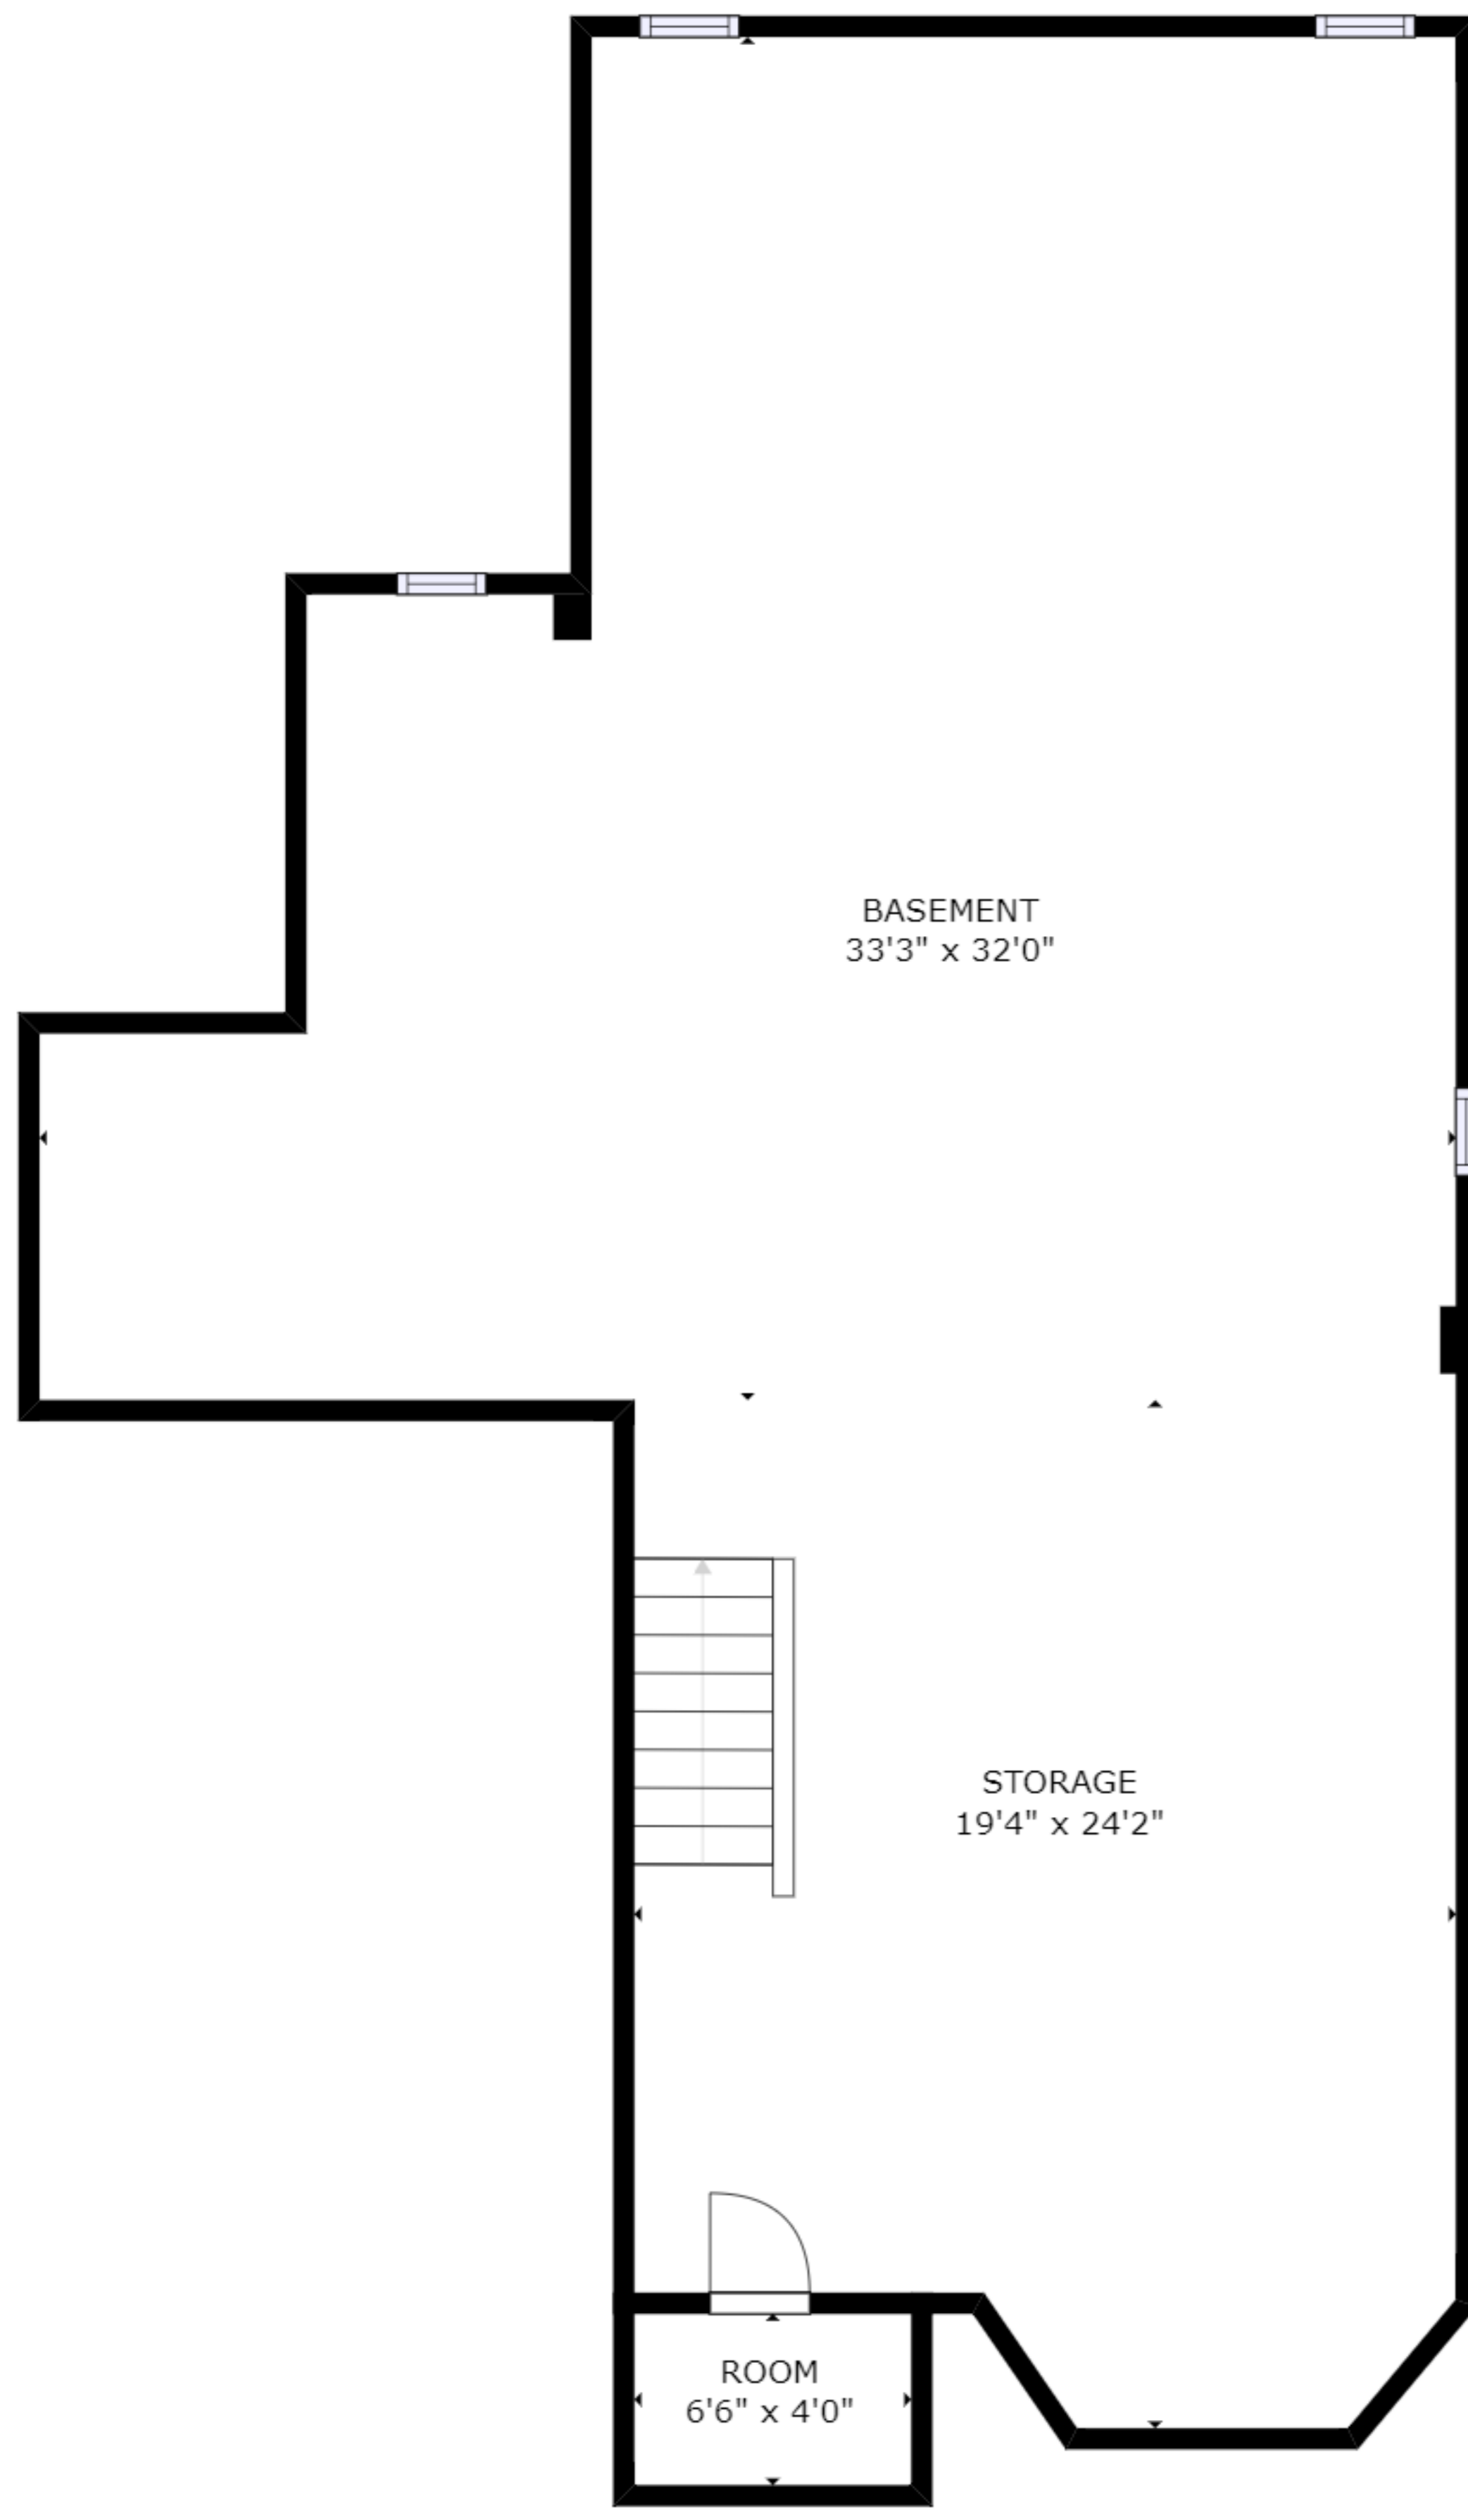 BASEMENT
33'3" x 32'0"
STORAGE
19'4" x 24'2"
ROOM
6'6" x 4'0"